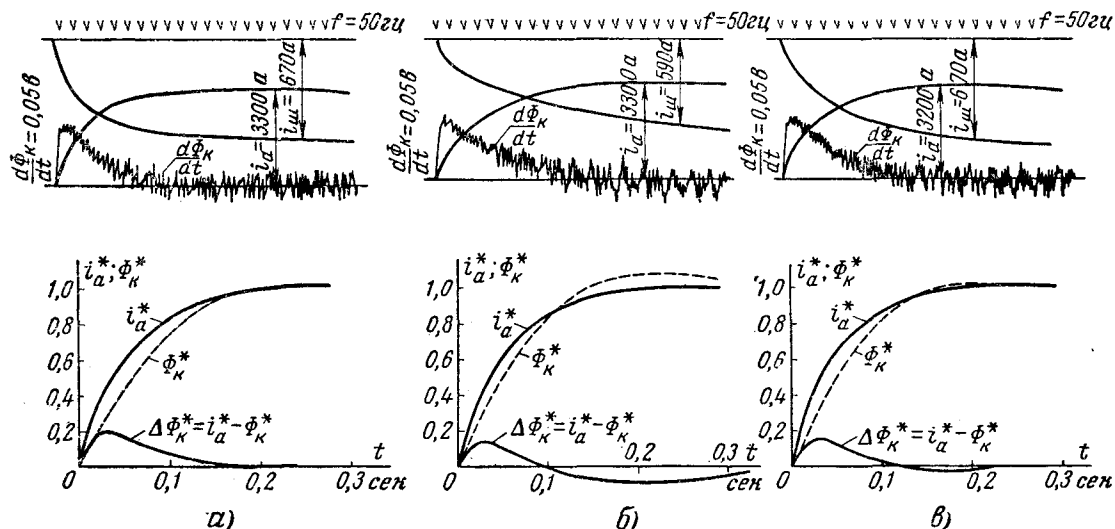 f=50гц
f=50гц
f=50гц
dΦк/dt=0,05в
dΦк/dt
iа=3300а
iш=670а
dΦк/dt=0,05в
dΦк/dt
iа=3300а
iш=590а
dΦк/dt=0,05в
dΦк/dt
iа=3200а
iш=670а
iа*;Φк*
1,0
0,8
0,6
0,4
0,2
0
0,1
0,2
0,3
iа*
Φк*
ΔΦк*=iа*−Φк*
t
сек
а)
iа*;Φк*
1,0
0,8
0,6
0,4
0,2
0
0,1
0,2
0,3
iа*
Φк*
ΔΦк*=iа*−Φк*
t
сек
б)
iа*;Φк*
1,0
0,8
0,6
0,4
0,2
0
0,1
0,2
0,3
iа*
Φк*
ΔΦк*=iа*−Φк*
t
сек
в)